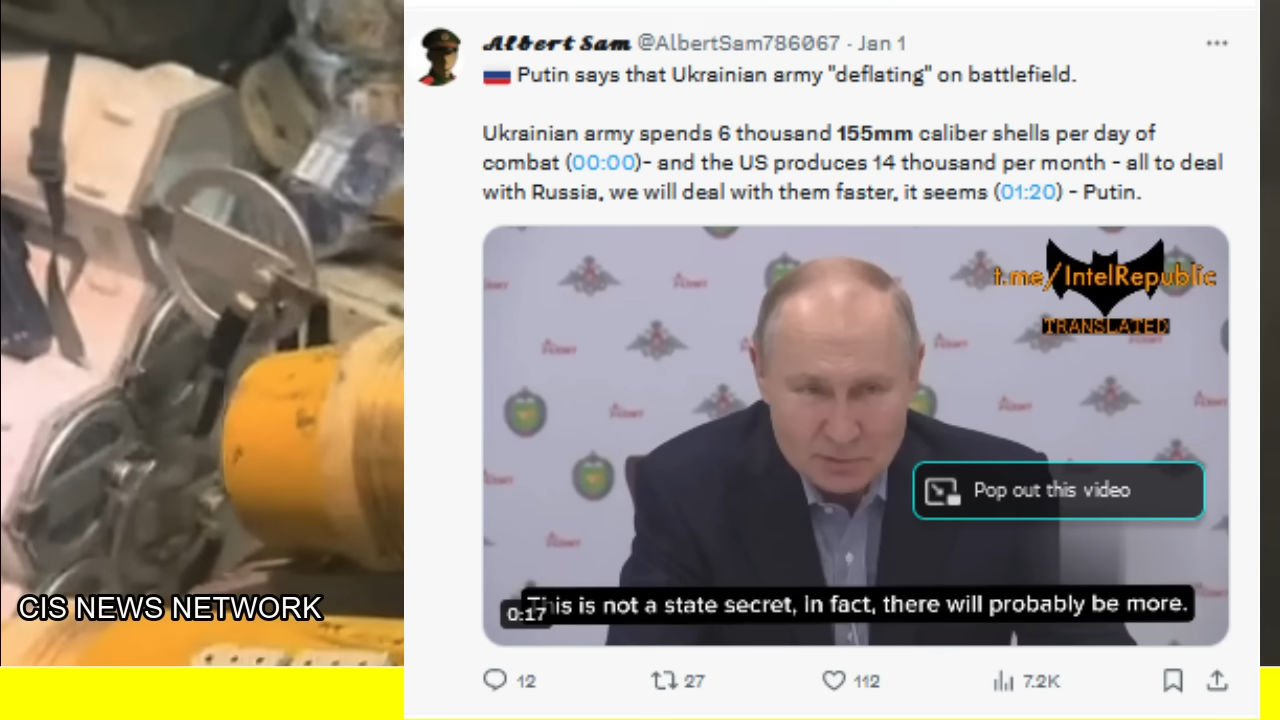 Albert Sam @AlbertSam786067 · Jan 1
Putin says that Ukrainian army "deflating" on battlefield.
Ukrainian army spends 6 thousand 155mm caliber shells per day of
combat (00:00)- and the US produces 14 thousand per month - all to deal
with Russia, we will deal with them faster, it seems (01:20) - Putin.
t.me/IntelRepublic
TRANSLATED
Pop out this video
This is not a state secret, in fact, there will probably be more.
0:17
CIS NEWS NETWORK
12 27 112 7.2K